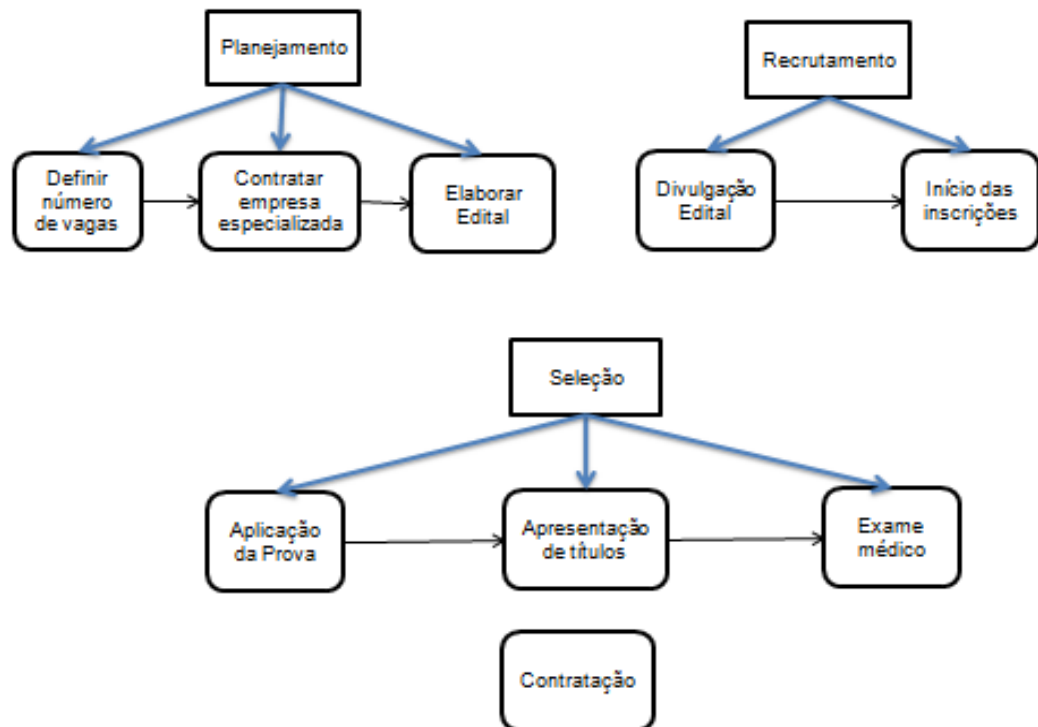 Planejamento
Recrutamento
Definir
número
de vagas
Contratar
empresa
especializada
Elaborar
Edital
Divulgação
Edital
Início das
inscrições
Seleção
Aplicação
da Prova
Apresentação
de títulos
Exame
médico
Contratação